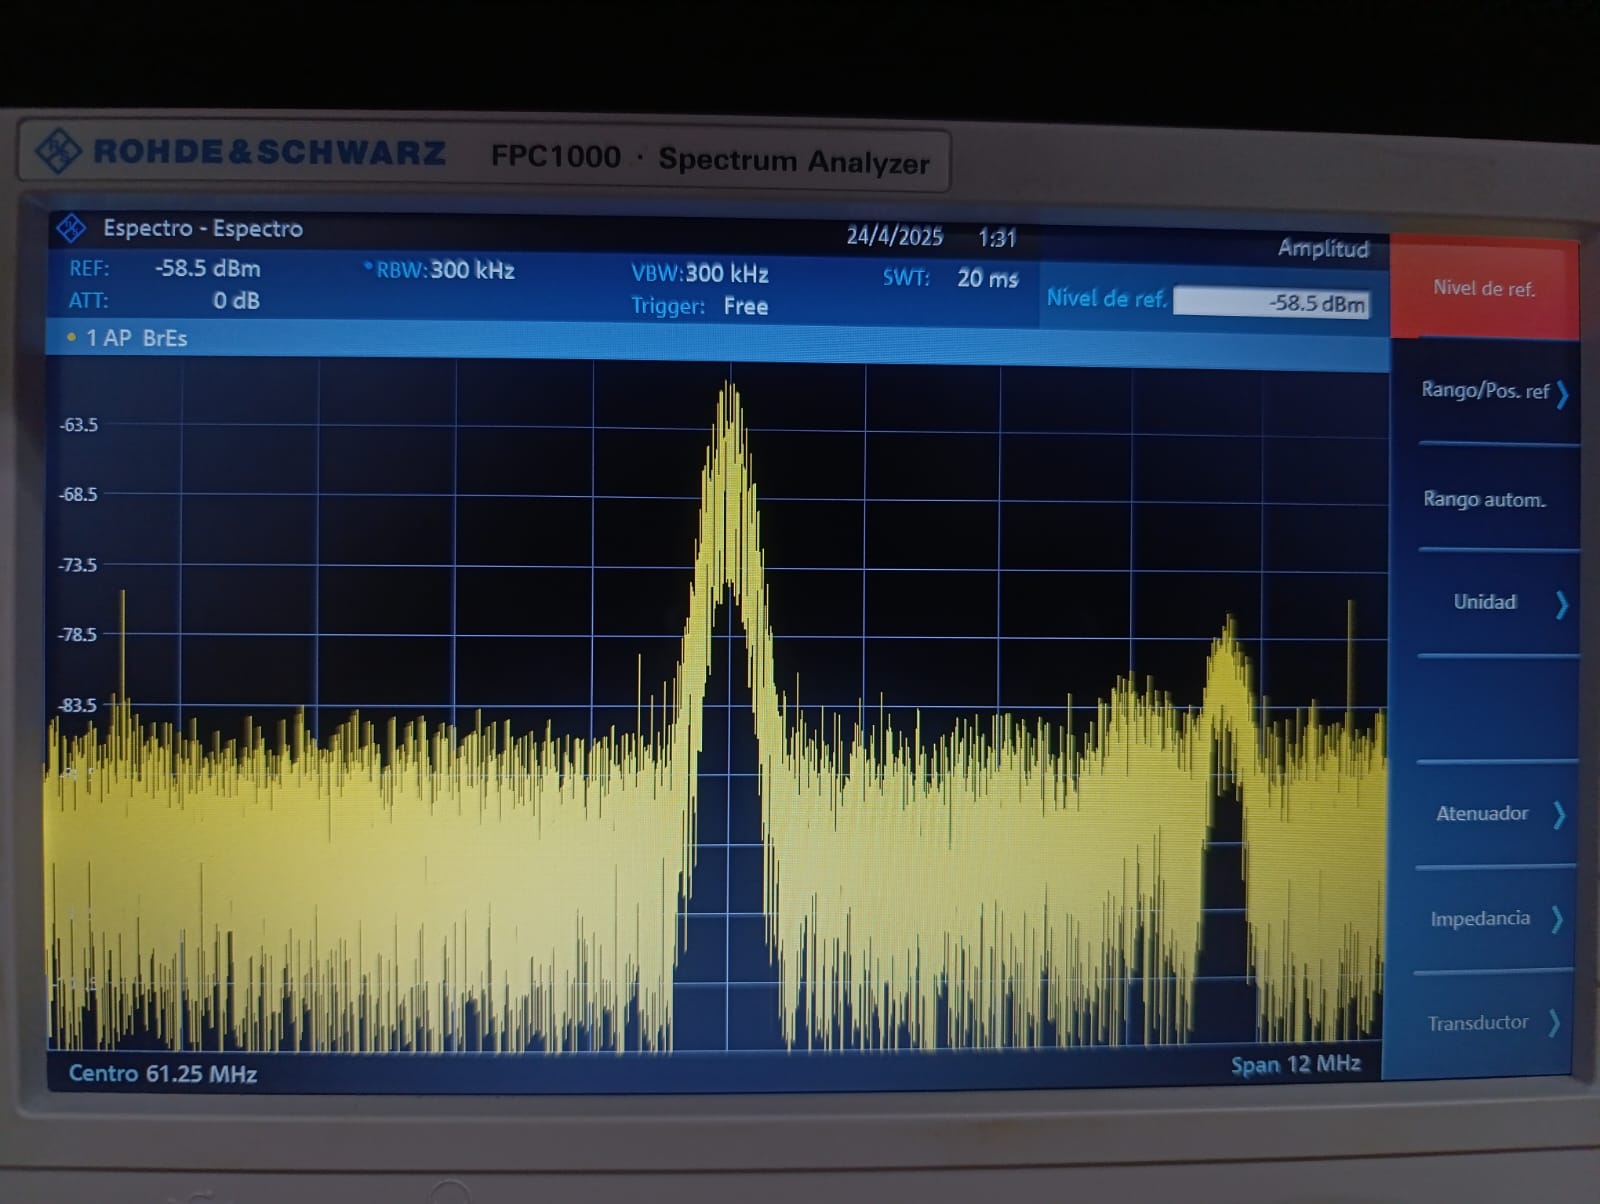 ROHDE & SCHWARZ FPC1000 · Spectrum Analyzer
Espectro - Espectro 24/4/2025 1:31 Amplitud
REF: -58.5 dBm RBW: 300 kHz VBW: 300 kHz SWT: 20 ms
ATT: 0 dB Trigger: Free
Nivel de ref. -58.5 dBm
1 AP BrEs
-63.5
-68.5
-73.5
-78.5
-83.5
Centro 61.25 MHz Span 12 MHz
Nivel de ref.
Rango/Pos. ref
Rango autom.
Unidad
Atenuador
Impedancia
Transductor